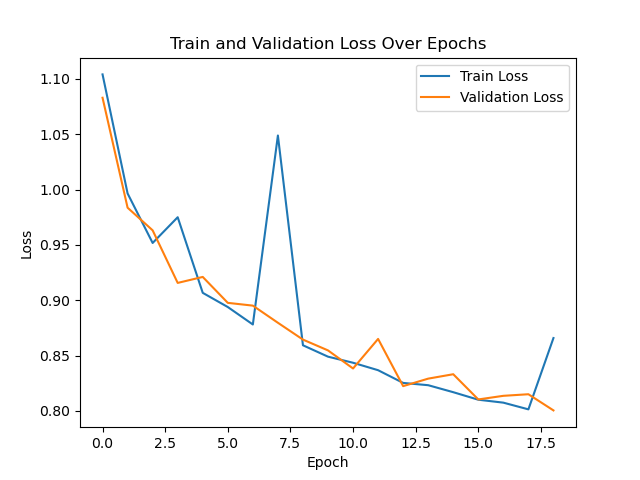 Train and Validation Loss Over Epochs
Train Loss
Validation Loss
1.10
1.05
1.00
0.95
0.90
0.85
0.80
Loss
0.0 2.5 5.0 7.5 10.0 12.5 15.0 17.5
Epoch